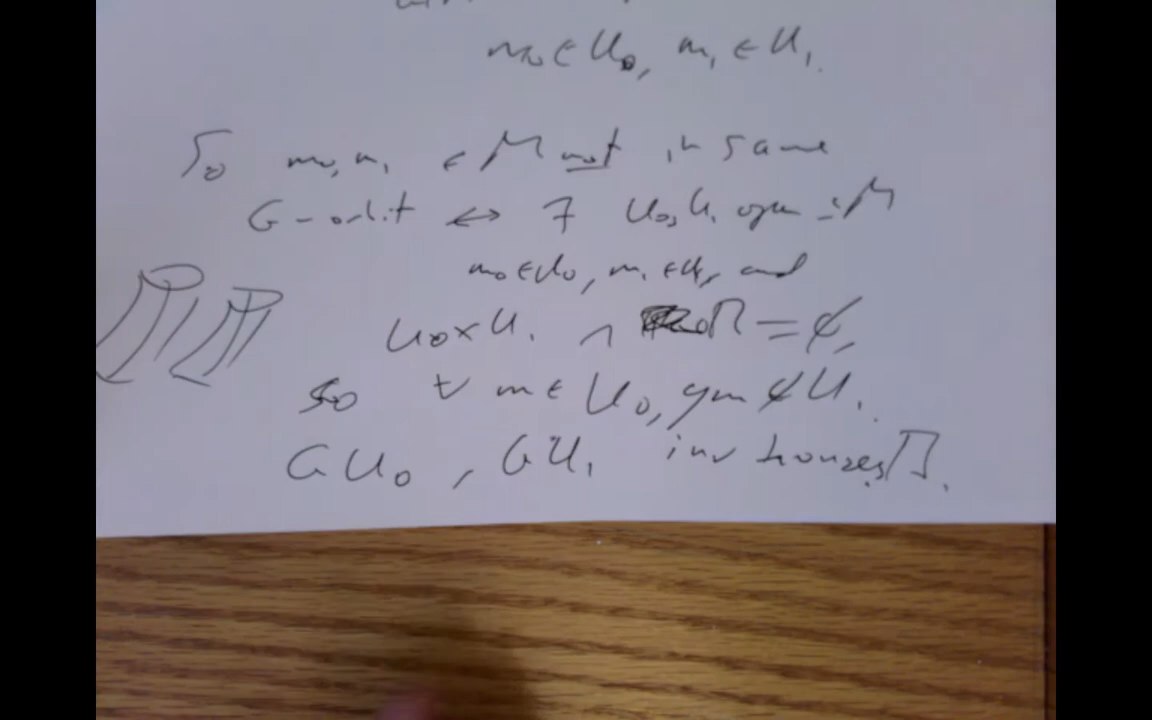 m₀ ∈ U₀, m₁ ∈ U₁.
So m₀, m₁ ∈ M not in same
G-orbit ↔ ∃ U₀, U₁ open in M
m₀ ∈ U₀, m₁ ∈ U₁, and
U₀ × U₁ ∩ = ∅,
so ∀ m ∈ U₀, gm ∉ U₁.
GU₀, GU₁ inv